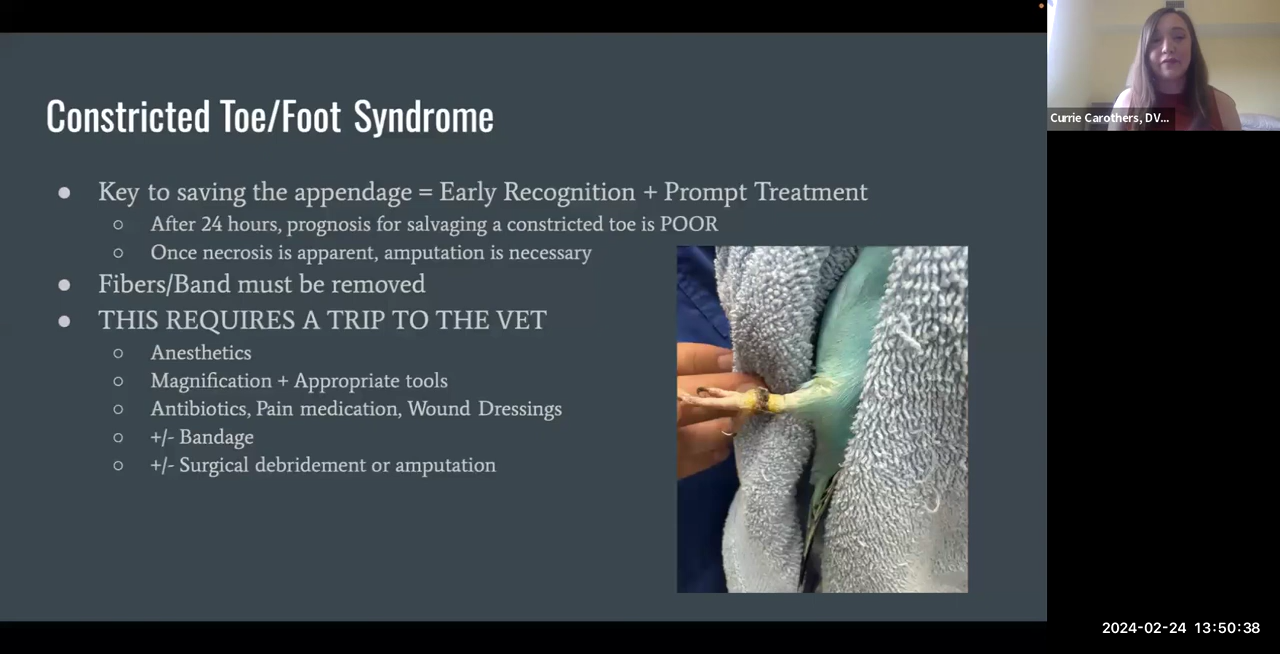 Constricted Toe/Foot Syndrome
Key to saving the appendage = Early Recognition + Prompt Treatment
After 24 hours, prognosis for salvaging a constricted toe is POOR
Once necrosis is apparent, amputation is necessary
Fibers/Band must be removed
THIS REQUIRES A TRIP TO THE VET
Anesthetics
Magnification + Appropriate tools
Antibiotics, Pain medication, Wound Dressings
+/- Bandage
+/- Surgical debridement or amputation
Currie Carothers, DV...
2024-02-24 13:50:38